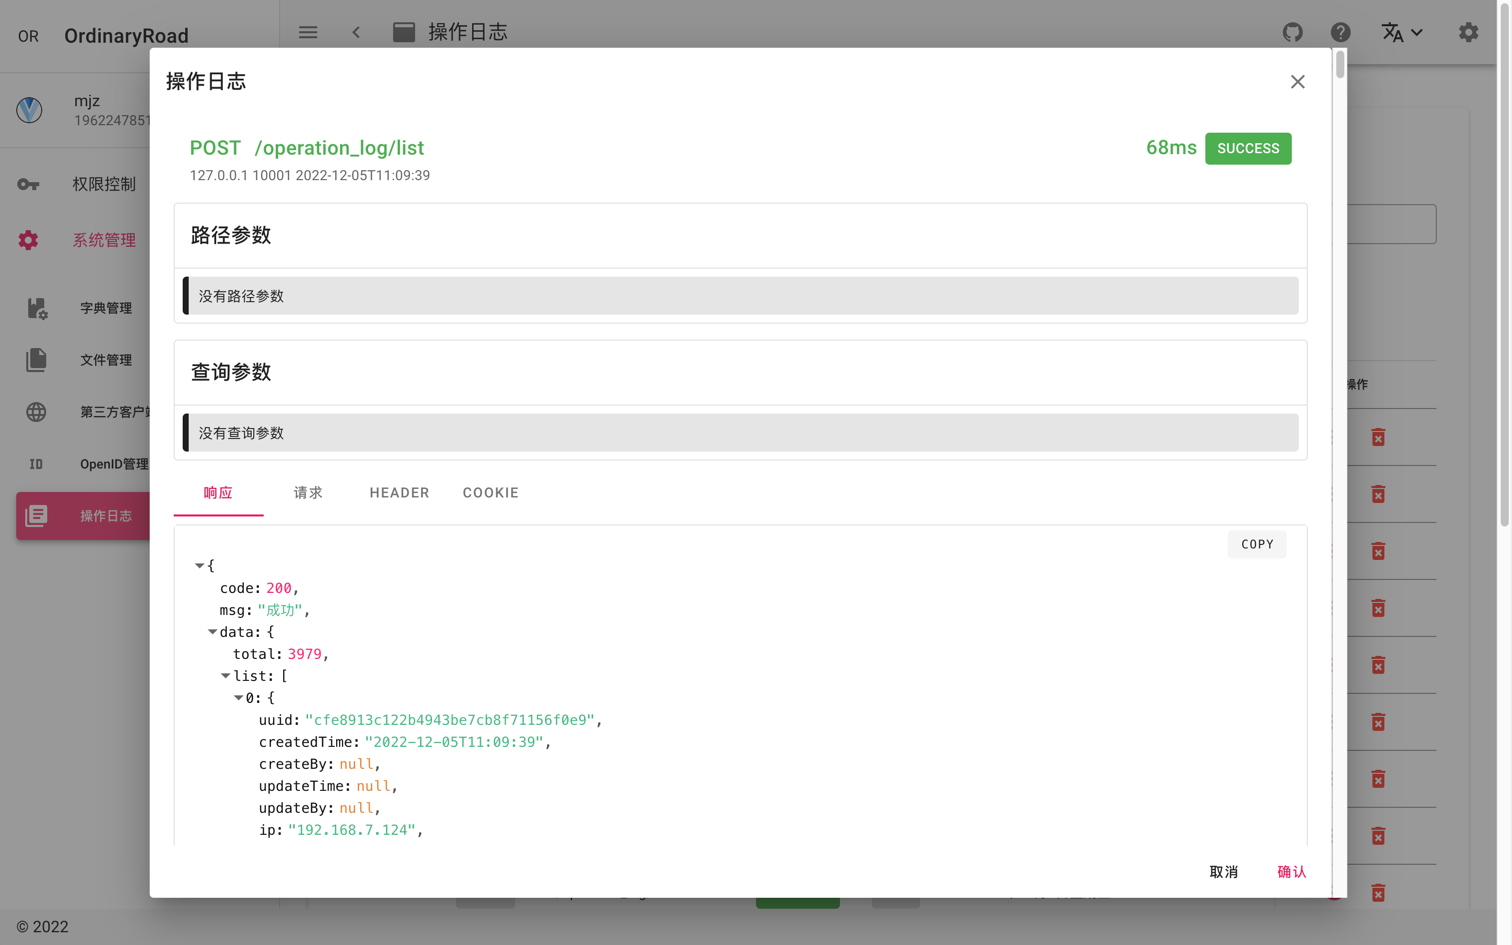 OR OrdinaryRoad
操作日志
mjz
1962247851
权限控制
系统管理
字典管理
文件管理
第三方客户端
ID OpenID管理
操作日志
© 2022
操作日志
POST /operation_log/list
68ms SUCCESS
127.0.0.1 10001 2022-12-05T11:09:39
路径参数
没有路径参数
查询参数
没有查询参数
响应 请求 HEADER COOKIE
COPY
{
code: 200,
msg: "成功",
data: {
total: 3979,
list: [
0: {
uuid: "cfe8913c122b4943be7cb8f71156f0e9",
createdTime: "2022-12-05T11:09:39",
createBy: null,
updateTime: null,
updateBy: null,
ip: "192.168.7.124",
取消 确认
操作